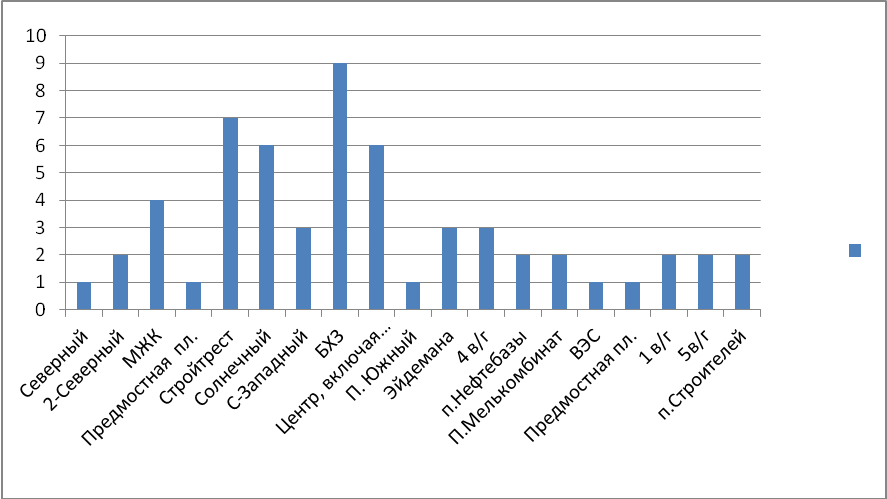 10
9
8
7
6
5
4
3
2
1
0
Северный
2-Северный
МЖК
Предмостная пл.
Стройтрест
Солнечный
С-Западный
БХЗ
Центр, включая...
П. Южный
Эйдемана
4 в/г
п.Нефтебазы
П.Мелькомбинат
ВЭС
Предмостная пл.
1 в/г
5в/г
п.Строителей